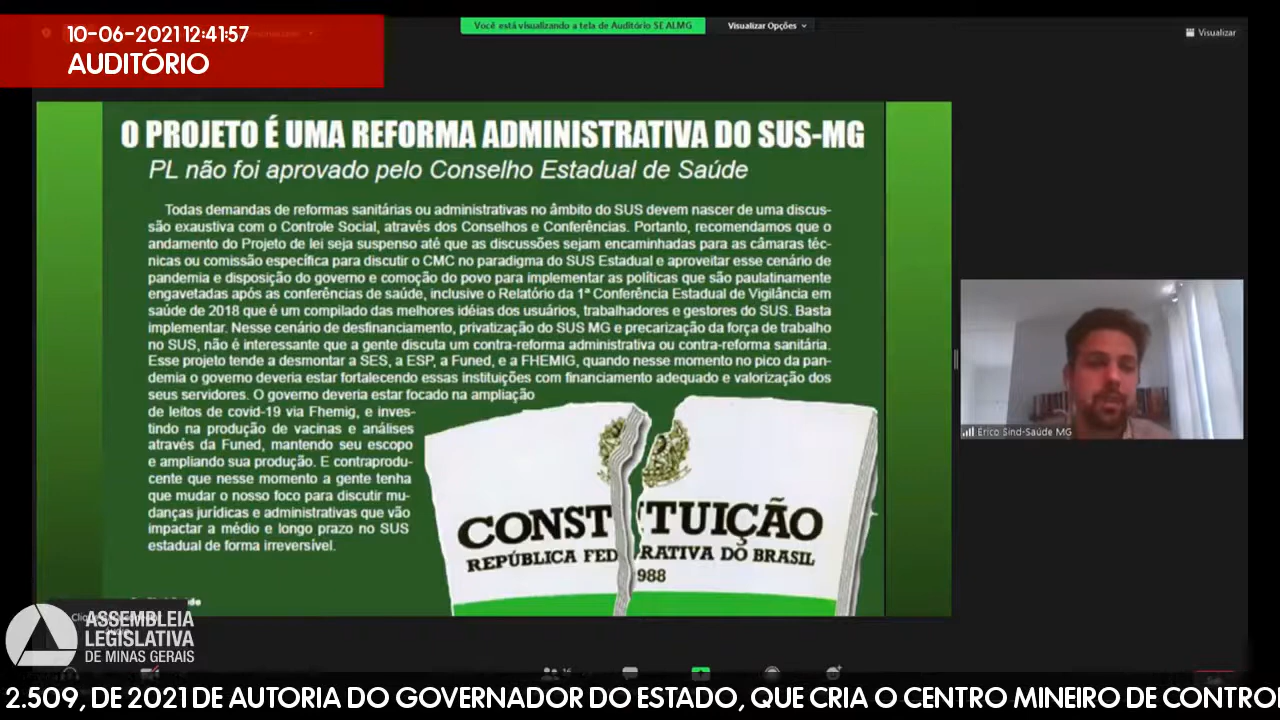 10-06-2021 12:41:57
AUDITÓRIO
Você está visualizando a tela de Auditório SE ALMG
Visualizar Opções
Visualizar
O PROJETO É UMA REFORMA ADMINISTRATIVA DO SUS-MG
PL não foi aprovado pelo Conselho Estadual de Saúde
Todas demandas de reformas sanitárias ou administrativas no âmbito do SUS devem nascer de uma discus-
são exaustiva com o Controle Social, através dos Conselhos e Conferências. Portanto, recomendamos que o
andamento do Projeto de lei seja suspenso até que as discussões sejam encaminhadas para as câmaras téc-
nicas ou comissão específica para discutir o CMC no paradigma do SUS Estadual e aproveitar esse cenário de
pandemia e disposição do governo e comoção do povo para implementar as políticas que são paulatinamente
engavetadas após as conferências de saúde, inclusive o Relatório da 1ª Conferência Estadual de Vigilância em
saúde de 2018 que é um compilado das melhores idéias dos usuários, trabalhadores e gestores do SUS. Basta
implementar. Nesse cenário de desfinanciamento, privatização do SUS MG e precarização da força de trabalho
no SUS, não é interessante que a gente discuta um contra-reforma administrativa ou contra-reforma sanitária.
Esse projeto tende a desmontar a SES, a ESP, a Funed, e a FHEMIG, quando nesse momento no pico da pan-
demia o governo deveria estar fortalecendo essas instituições com financiamento adequado e valorização dos
seus servidores. O governo deveria estar focado na ampliação
de leitos de covid-19 via Fhemig, e inves-
tindo na produção de vacinas e análises
através da Funed, mantendo seu escopo
e ampliando sua produção. E contraprodu-
cente que nesse momento a gente tenha
que mudar o nosso foco para discutir mu-
danças jurídicas e administrativas que vão
impactar a médio e longo prazo no SUS
estadual de forma irreversível.
CONST TUIÇÃO
REPÚBLICA FED RATIVA DO BRASIL
988
Erico Sind-Saúde MG
ASSEMBLEIA
LEGISLATIVA
DE MINAS GERAIS
16
2.509, DE 2021 DE AUTORIA DO GOVERNADOR DO ESTADO, QUE CRIA O CENTRO MINEIRO DE CONTRO